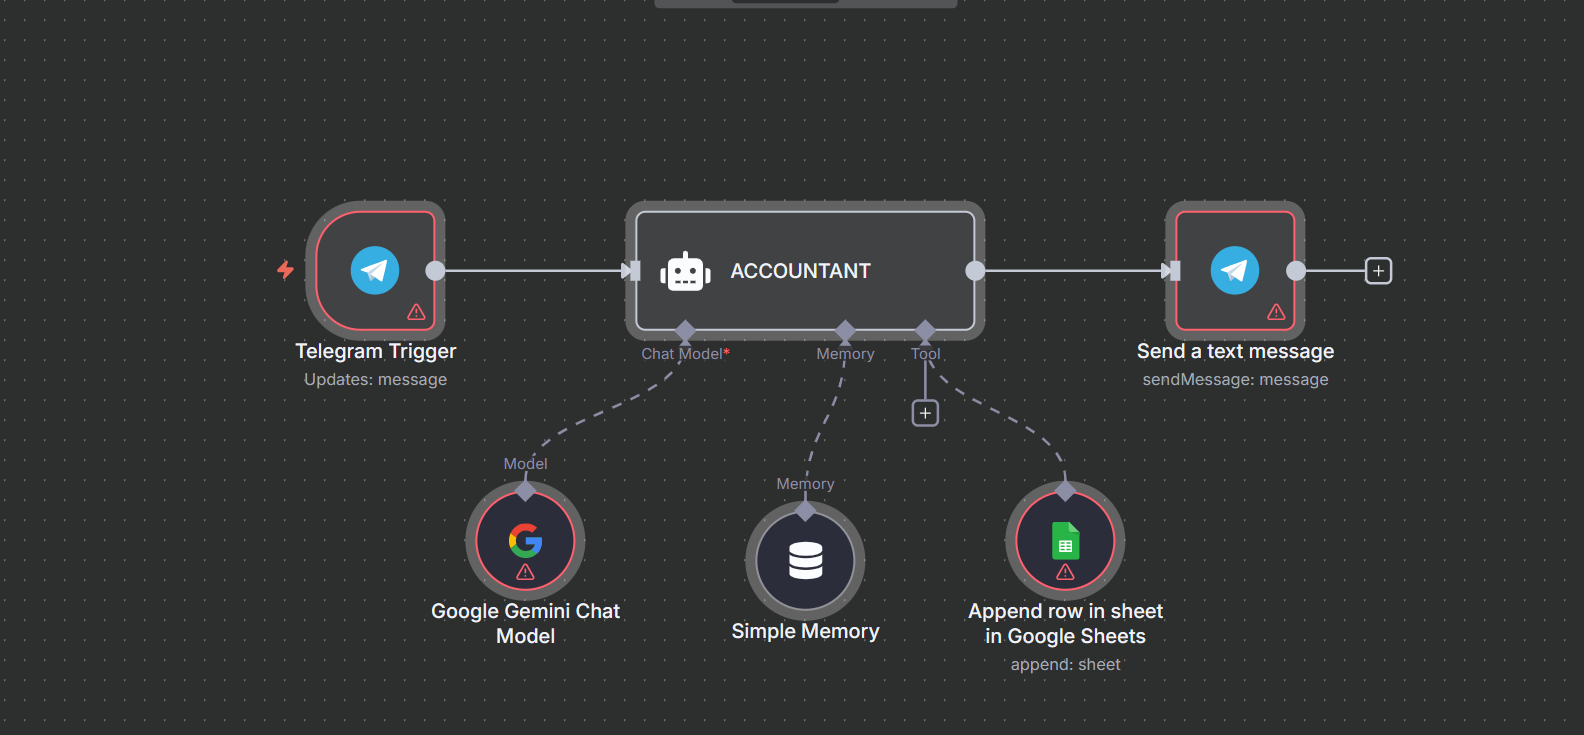 ACCOUNTANT
Chat Model*
Memory
Tool
Telegram Trigger
Updates: message
Send a text message
sendMessage: message
Model
Memory
Google Gemini Chat
Model
Simple Memory
Append row in sheet
in Google Sheets
append: sheet